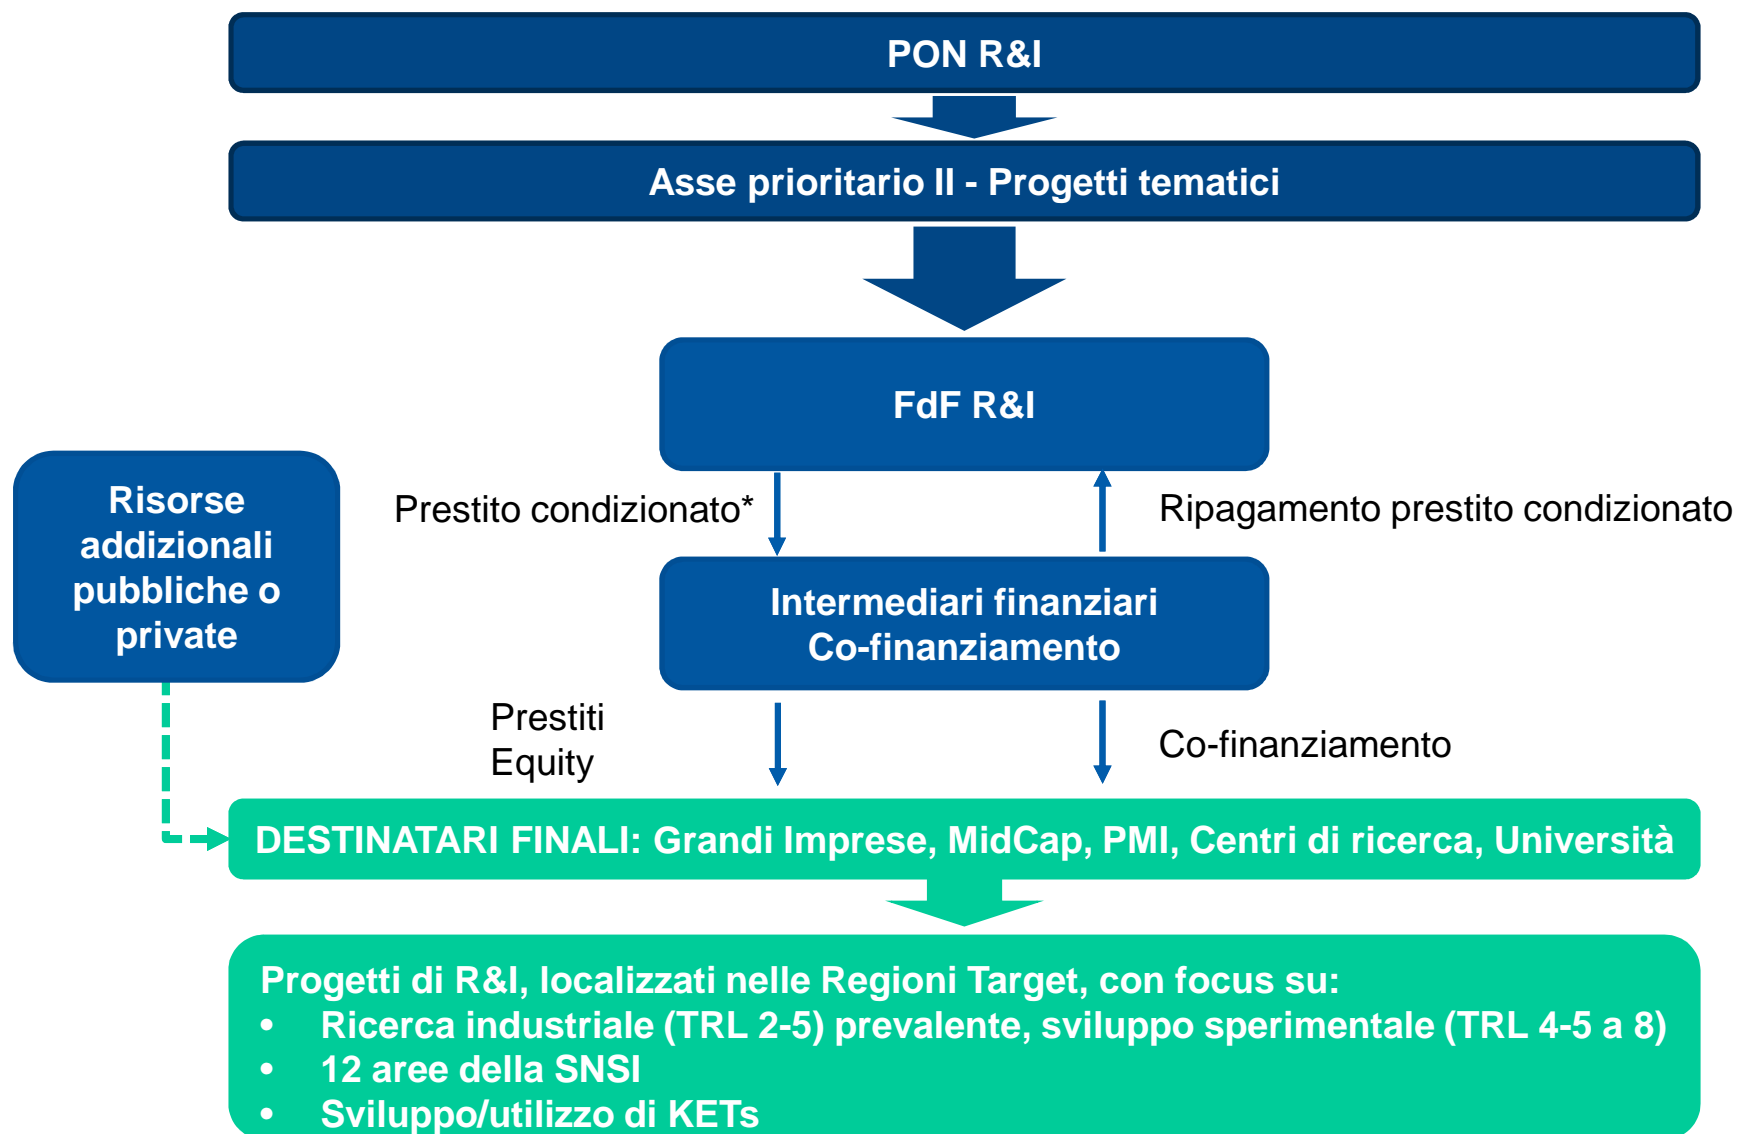 PON R&I
Asse prioritario II - Progetti tematici
FdF R&I
Risorse
addizionali
pubbliche o
private
Prestito condizionato*
Ripagamento prestito condizionato
Intermediari finanziari
Co-finanziamento
Prestiti
Equity
Co-finanziamento
DESTINATARI FINALI: Grandi Imprese, MidCap, PMI, Centri di ricerca, Università
Progetti di R&I, localizzati nelle Regioni Target, con focus su:
• Ricerca industriale (TRL 2-5) prevalente, sviluppo sperimentale (TRL 4-5 a 8)
• 12 aree della SNSI
• Sviluppo/utilizzo di KETs